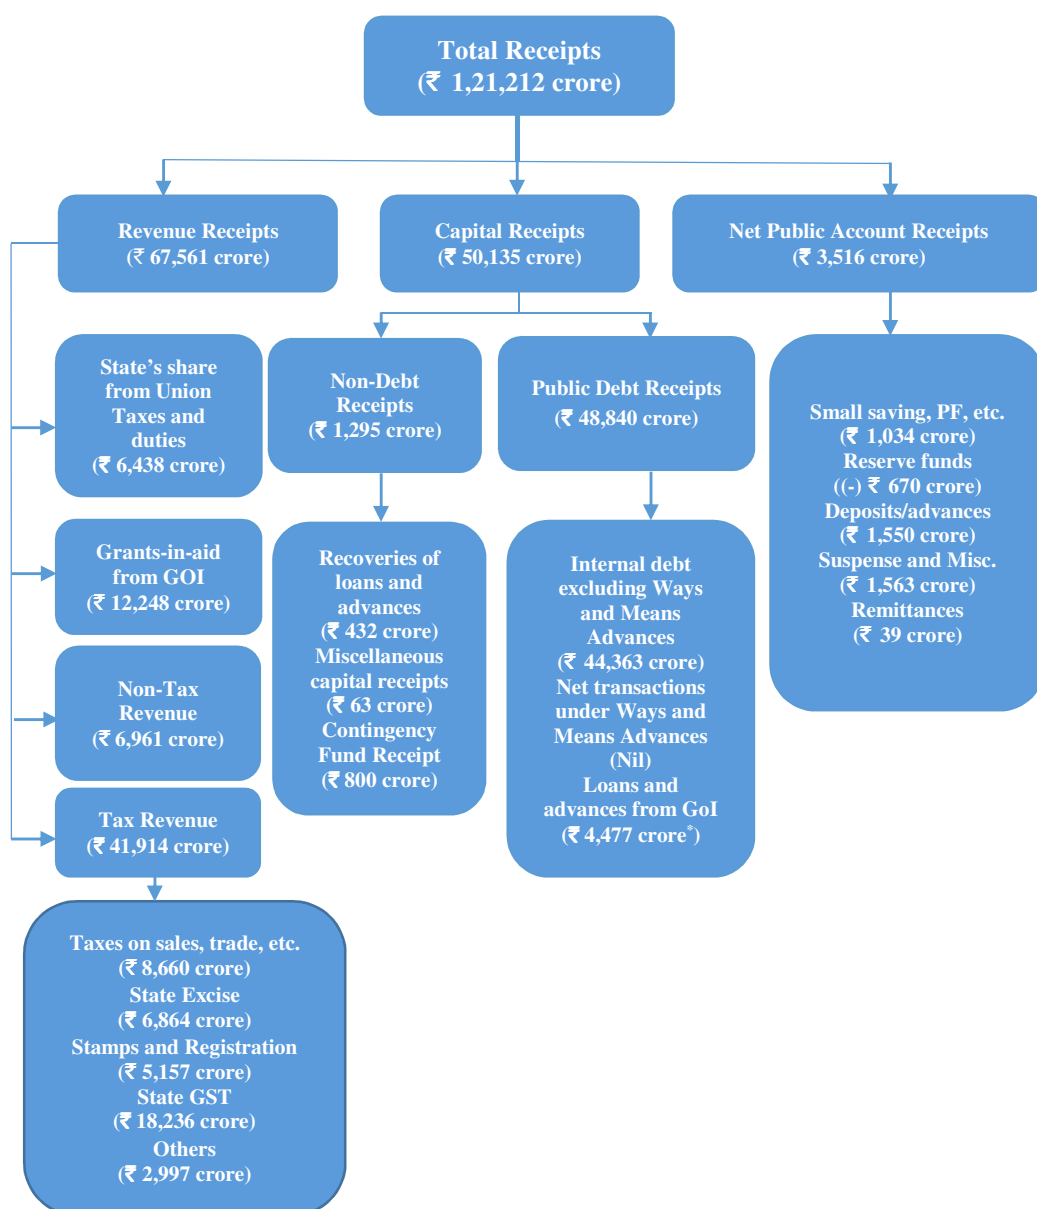 Total Receipts
(₹ 1,21,212 crore)
Revenue Receipts
(₹ 67,561 crore)
Capital Receipts
(₹ 50,135 crore)
Net Public Account Receipts
(₹ 3,516 crore)
State’s share
from Union
Taxes and
duties
(₹ 6,438 crore)
Grants-in-aid
from GOI
(₹ 12,248 crore)
Non-Tax
Revenue
(₹ 6,961 crore)
Tax Revenue
(₹ 41,914 crore)
Taxes on sales, trade, etc.
(₹ 8,660 crore)
State Excise
(₹ 6,864 crore)
Stamps and Registration
(₹ 5,157 crore)
State GST
(₹ 18,236 crore)
Others
(₹ 2,997 crore)
Non-Debt
Receipts
(₹ 1,295 crore)
Recoveries of
loans and
advances
(₹ 432 crore)
Miscellaneous
capital receipts
(₹ 63 crore)
Contingency
Fund Receipt
(₹ 800 crore)
Public Debt Receipts
(₹ 48,840 crore)
Internal debt
excluding Ways
and Means
Advances
(₹ 44,363 crore)
Net transactions
under Ways and
Means Advances
(Nil)
Loans and
advances from GoI
(₹ 4,477 crore*)
Small saving, PF, etc.
(₹ 1,034 crore)
Reserve funds
((-) ₹ 670 crore)
Deposits/advances
(₹ 1,550 crore)
Suspense and Misc.
(₹ 1,563 crore)
Remittances
(₹ 39 crore)